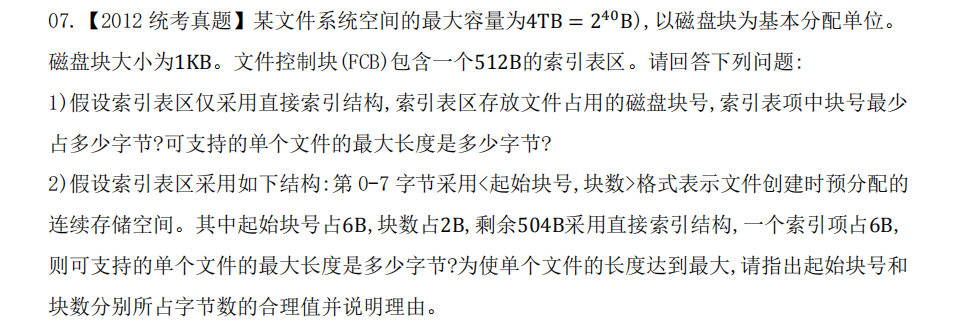 07.【2012 统考真题】某文件系统空间的最大容量为4TB = 2⁴⁰B),以磁盘块为基本分配单位。
磁盘块大小为1KB。文件控制块(FCB)包含一个512B的索引表区。请回答下列问题:
1)假设索引表区仅采用直接索引结构,索引表区存放文件占用的磁盘块号,索引表项中块号最少
占多少字节?可支持的单个文件的最大长度是多少字节?
2)假设索引表区采用如下结构:第 0-7 字节采用<起始块号,块数>格式表示文件创建时预分配的
连续存储空间。其中起始块号占6B,块数占2B,剩余504B采用直接索引结构,一个索引项占6B,
则可支持的单个文件的最大长度是多少字节?为使单个文件的长度达到最大,请指出起始块号和
块数分别所占字节数的合理值并说明理由。